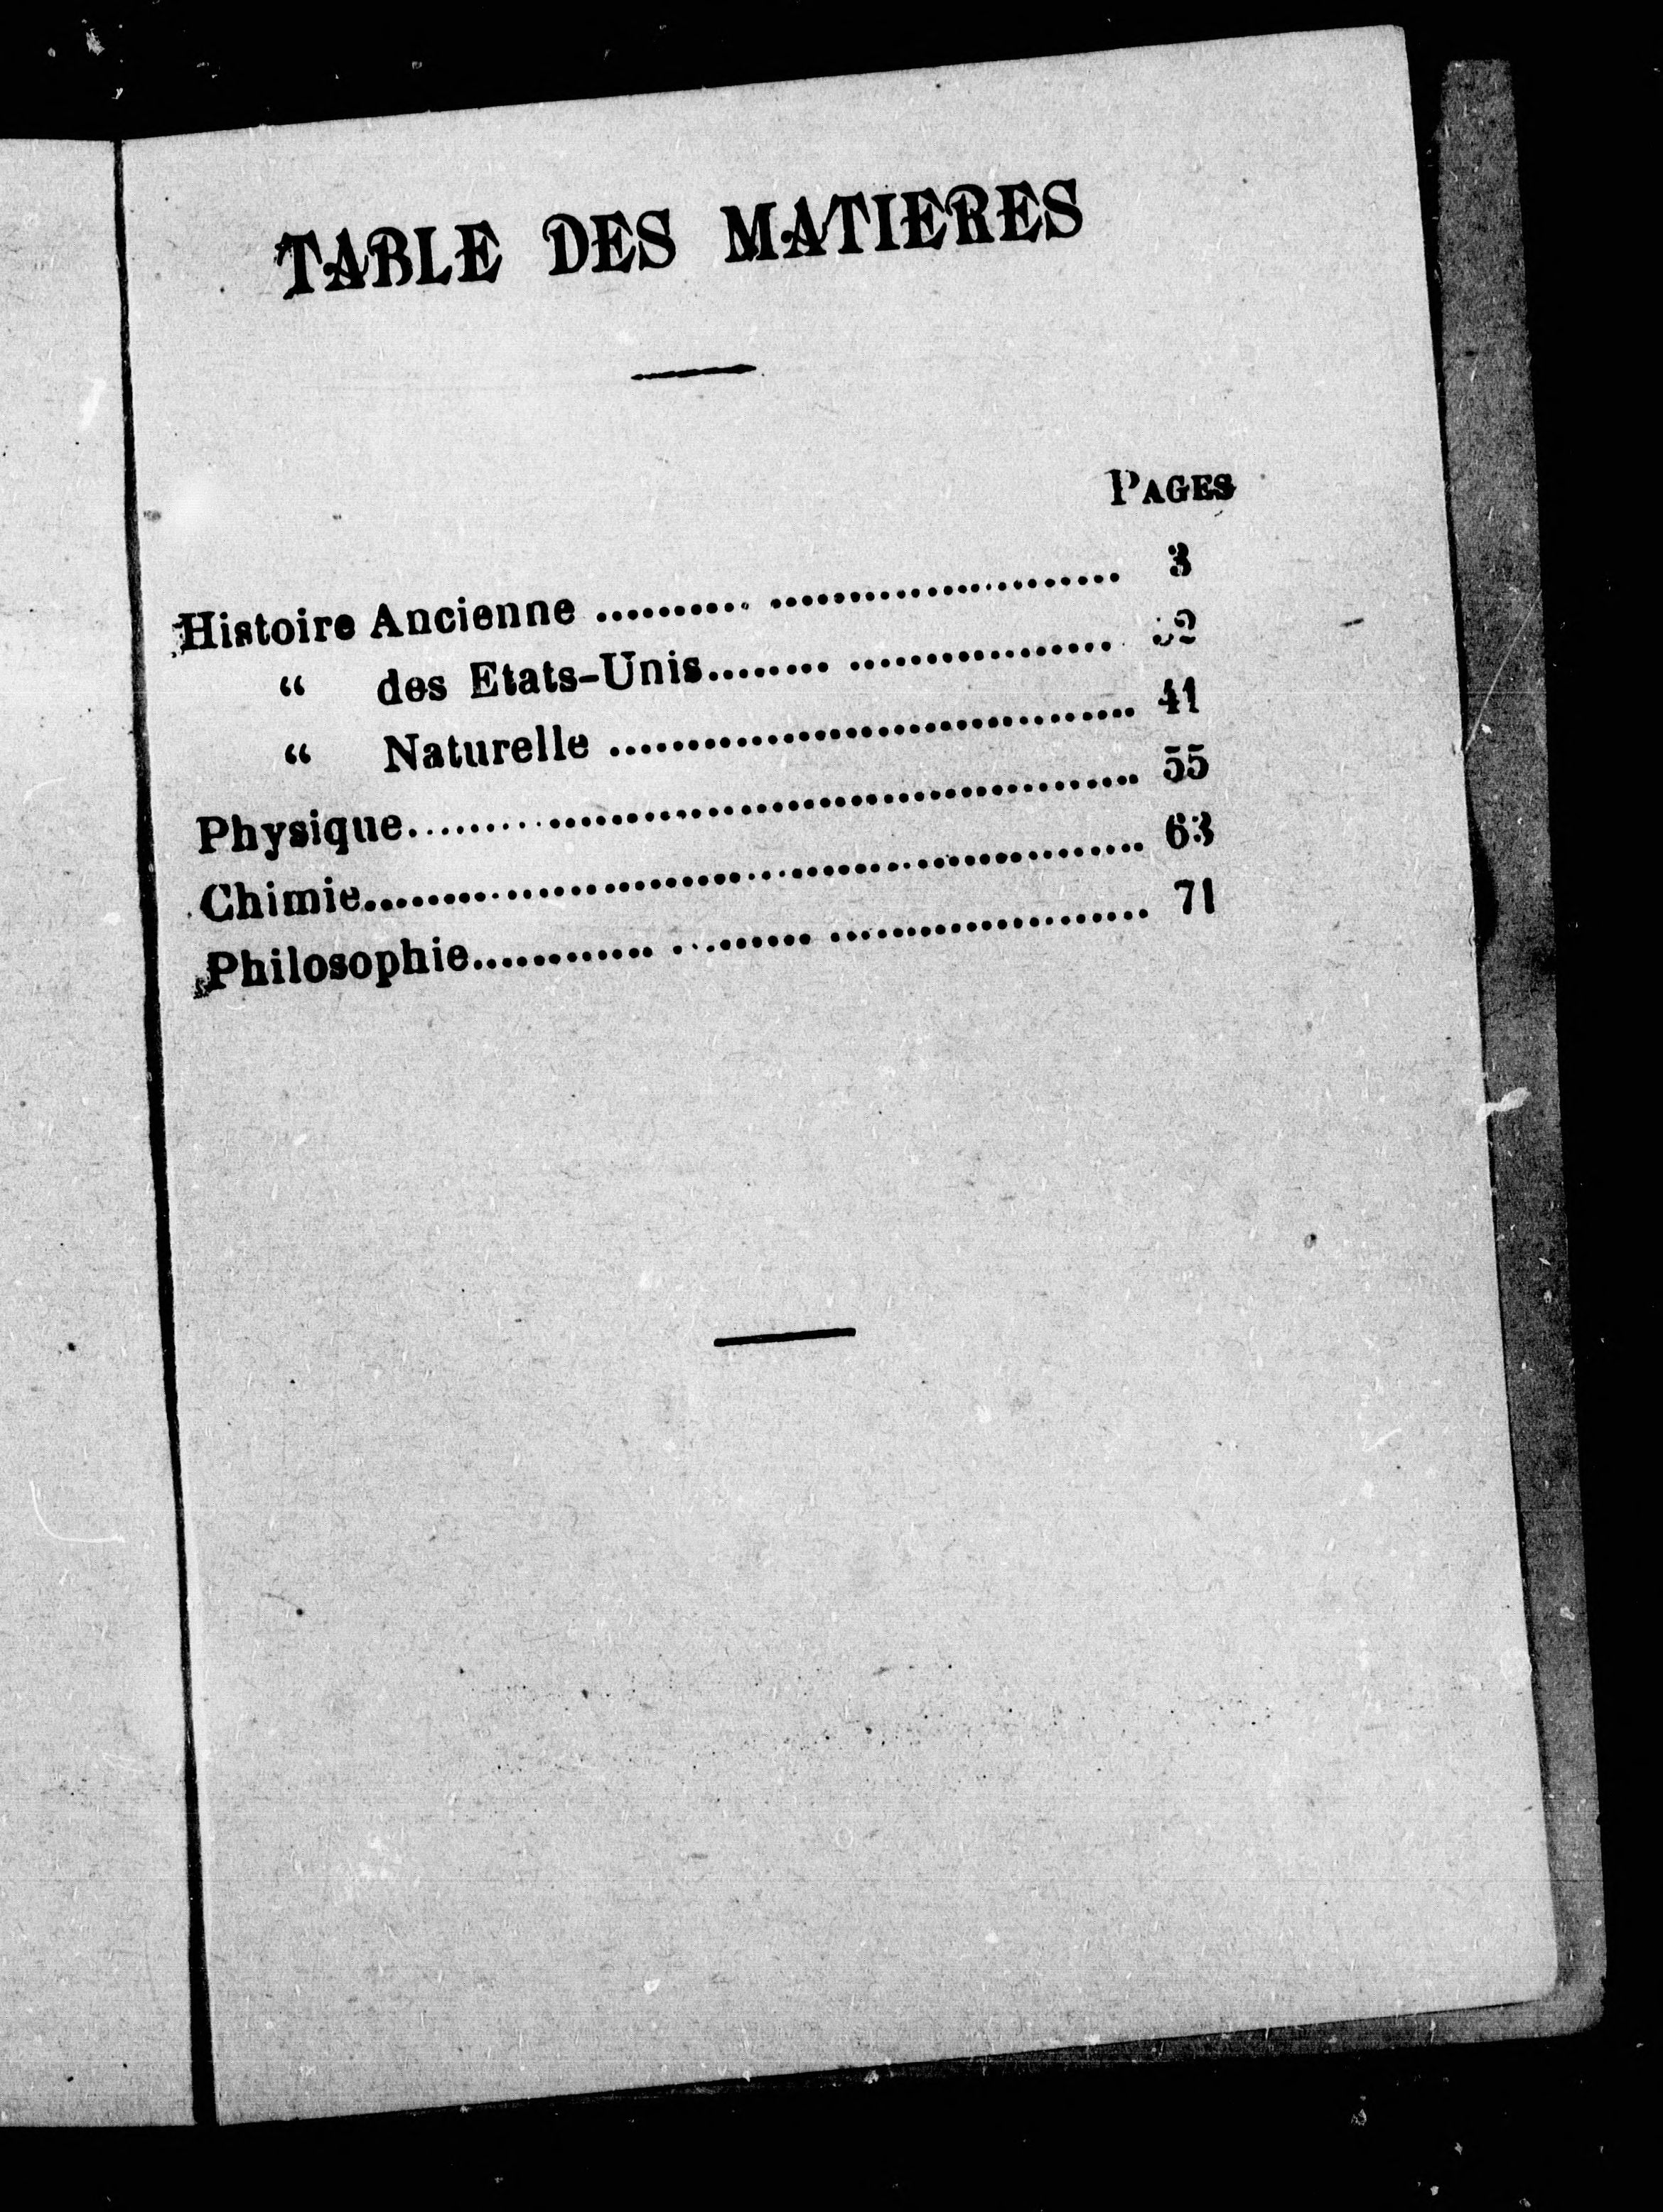 TABLE DES MATIERES
PAGES
Histoire Ancienne .......... ....................... 3
“ des Etats-Unis........ .................
“ Naturelle .................................. 41
Physique............................................... 55
Chimie.................................................. 63
Philosophie............ ......... ..................... 71